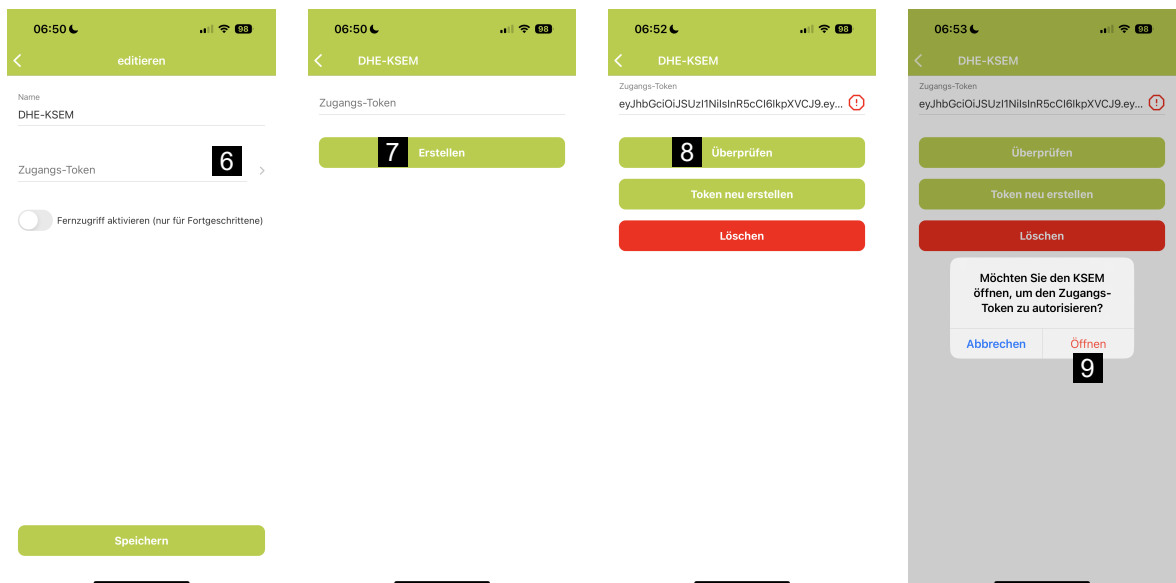 06:50
98
editieren
Name
DHE-KSEM
Zugangs-Token
6
Fernzugriff aktivieren (nur für Fortgeschrittene)
Speichern
06:50
98
DHE-KSEM
Zugangs-Token
7 Erstellen
06:52
98
DHE-KSEM
Zugangs-Token
eyJhbGciOiJSUzI1NiIsInR5cCI6IkpXVCJ9.ey...
8 Überprüfen
Token neu erstellen
Löschen
06:53
98
DHE-KSEM
Zugangs-Token
eyJhbGciOiJSUzI1NiIsInR5cCI6IkpXVCJ9.ey...
Überprüfen
Token neu erstellen
Löschen
Möchten Sie den KSEM
öffnen, um den Zugangs-
Token zu autorisieren?
Abbrechen Öffnen
9